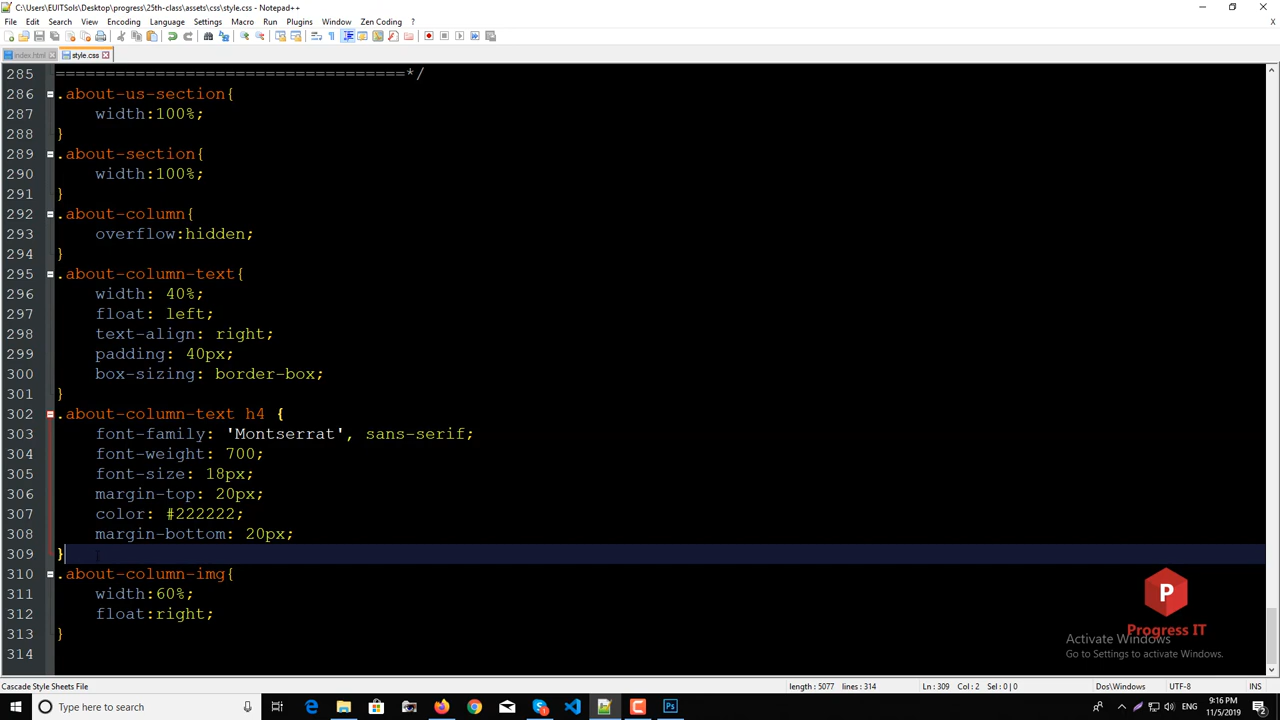 C:\Users\EUITSols\Desktop\progress\25th-class\assets\css\style.css - Notepad++
File Edit Search View Encoding Language Settings Macro Run Plugins Window Zen Coding ?
X
index.html style.css
285 ===================================*/
286 .about-us-section{
287 width:100%;
288 }
289 .about-section{
290 width:100%;
291 }
292 .about-column{
293 overflow:hidden;
294 }
295 .about-column-text{
296 width: 40%;
297 float: left;
298 text-align: right;
299 padding: 40px;
300 box-sizing: border-box;
301 }
302 .about-column-text h4 {
303 font-family: 'Montserrat', sans-serif;
304 font-weight: 700;
305 font-size: 18px;
306 margin-top: 20px;
307 color: #222222;
308 margin-bottom: 20px;
309 }
310 .about-column-img{
311 width:60%;
312 float:right;
313 }
314
P
Progress IT
Activate Windows
Go to Settings to activate Windows.
Cascade Style Sheets File length : 5077 lines : 314 Ln : 309 Col : 2 Sel : 0 | 0 Dos\Windows UTF-8 INS
Type here to search
ENG
9:16 PM
11/5/2019